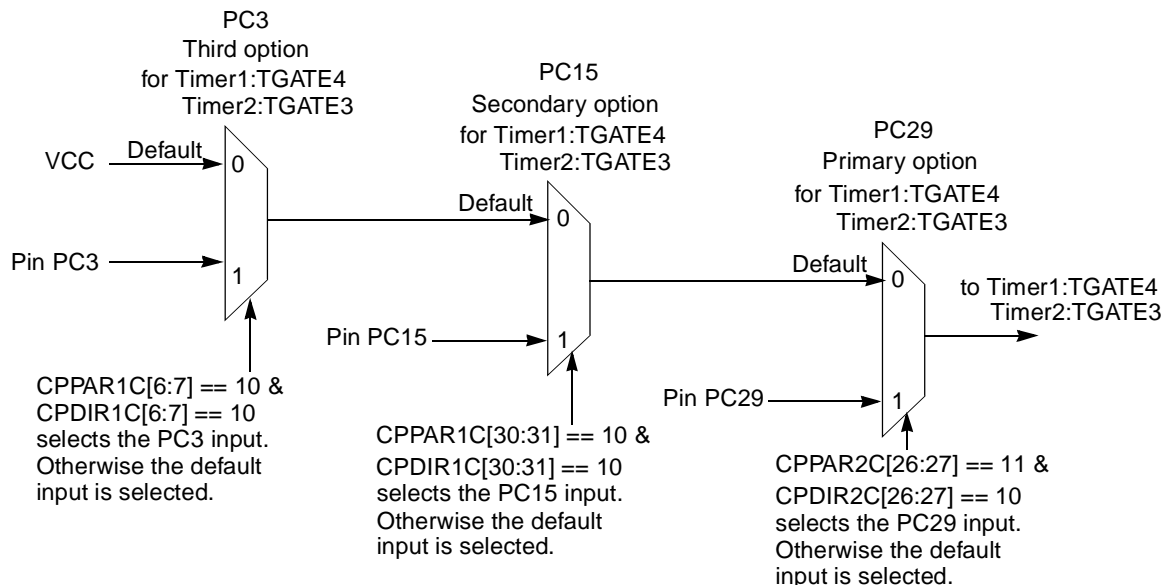 PC3
Third option
for Timer1:TGATE4
Timer2:TGATE3
VCC
Default
0
Pin PC3
1
CPPAR1C[6:7] == 10 &
CPDIR1C[6:7] == 10
selects the PC3 input.
Otherwise the default
input is selected.
PC15
Secondary option
for Timer1:TGATE4
Timer2:TGATE3
Default
0
Pin PC15
1
CPPAR1C[30:31] == 10 &
CPDIR1C[30:31] == 10
selects the PC15 input.
Otherwise the default
input is selected.
PC29
Primary option
for Timer1:TGATE4
Timer2:TGATE3
Default
0
Pin PC29
1
to Timer1:TGATE4
Timer2:TGATE3
CPPAR2C[26:27] == 11 &
CPDIR2C[26:27] == 10
selects the PC29 input.
Otherwise the default
input is selected.